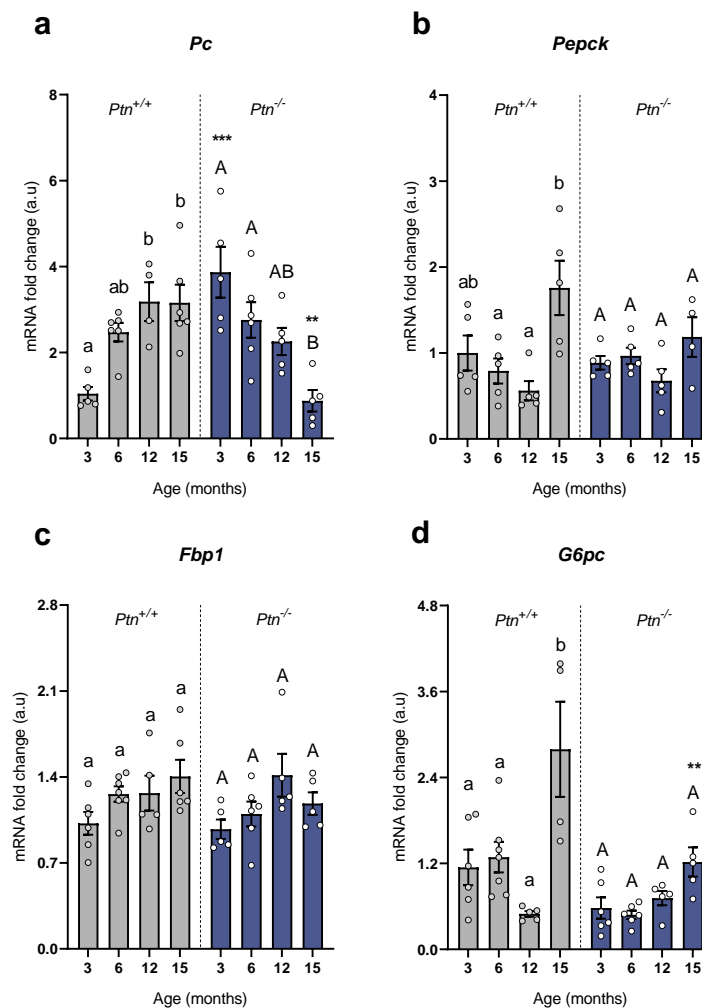 a
Pc
mRNA fold change (a.u)
8
6
4
2
0
Ptn+/+
Ptn-/-
a
ab
b
b
***
A
A
AB
**
B
3 6 12 15 3 6 12 15
Age (months)
b
Pepck
mRNA fold change (a.u)
4
3
2
1
0
Ptn+/+
Ptn-/-
ab
a
a
b
A
A
A
A
3 6 12 15 3 6 12 15
Age (months)
c
Fbp1
mRNA fold change (a.u)
2.8
2.1
1.4
0.7
0.0
Ptn+/+
Ptn-/-
a
a
a
a
A
A
A
A
3 6 12 15 3 6 12 15
Age (months)
d
G6pc
mRNA fold change (a.u)
4.8
3.6
2.4
1.2
0.0
Ptn+/+
Ptn-/-
a
a
a
b
A
A
A
**
A
3 6 12 15 3 6 12 15
Age (months)